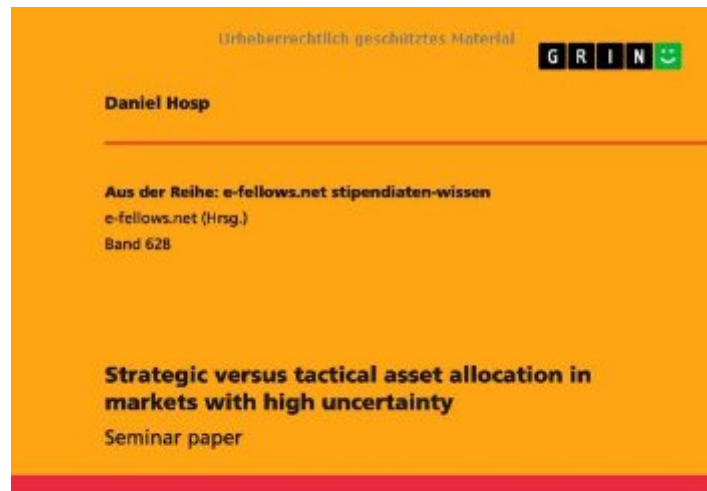 Urheberrechtlich geschütztes Material
G R I N
Daniel Hosp
Aus der Reihe: e-fellows.net stipendiaten-wissen
e-fellows.net (Hrsg.)
Band 628
Strategic versus tactical asset allocation in
markets with high uncertainty
Seminar paper